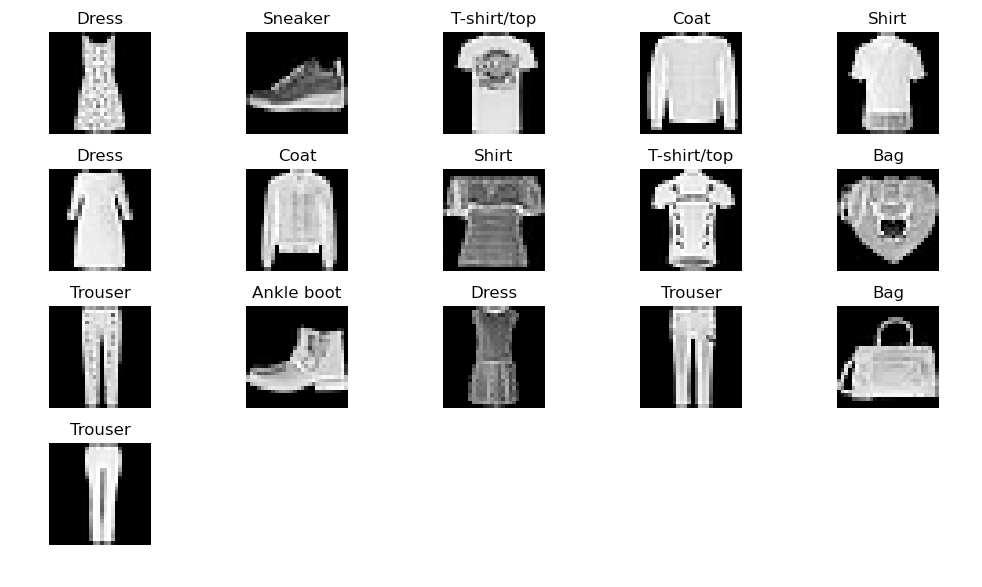 Dress Sneaker T-shirt/top Coat Shirt
Dress Coat Shirt T-shirt/top Bag
Trouser Ankle boot Dress Trouser Bag
Trouser